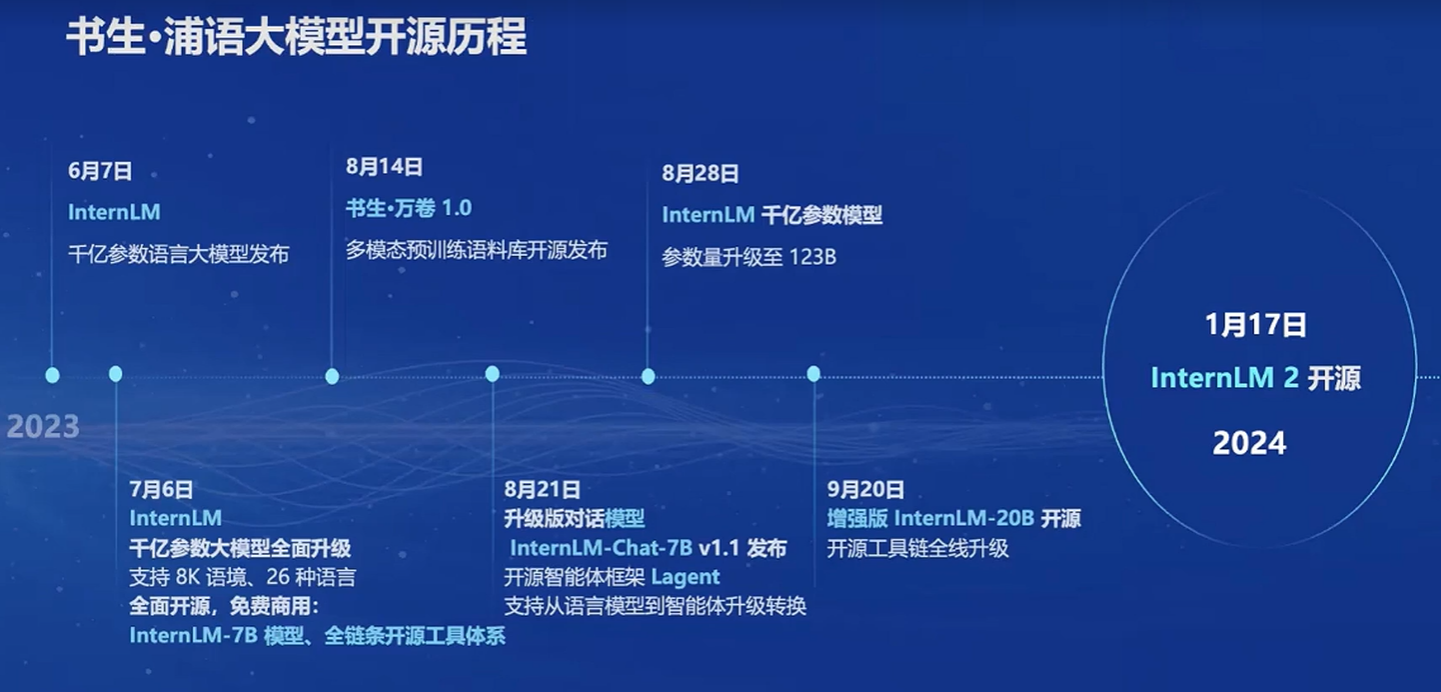 书生·浦语大模型开源历程
6月7日
InternLM
千亿参数语言大模型发布
8月14日
书生·万卷 1.0
多模态预训练语料库开源发布
8月28日
InternLM 千亿参数模型
参数量升级至 123B
1月17日
InternLM 2 开源
2024
2023
7月6日
InternLM
千亿参数大模型全面升级
支持 8K 语境、26 种语言
全面开源，免费商用：
InternLM-7B 模型、全链条开源工具体系
8月21日
升级版对话模型
InternLM-Chat-7B v1.1 发布
开源智能体框架 Lagent
支持从语言模型到智能体升级转换
9月20日
增强版 InternLM-20B 开源
开源工具链全线升级